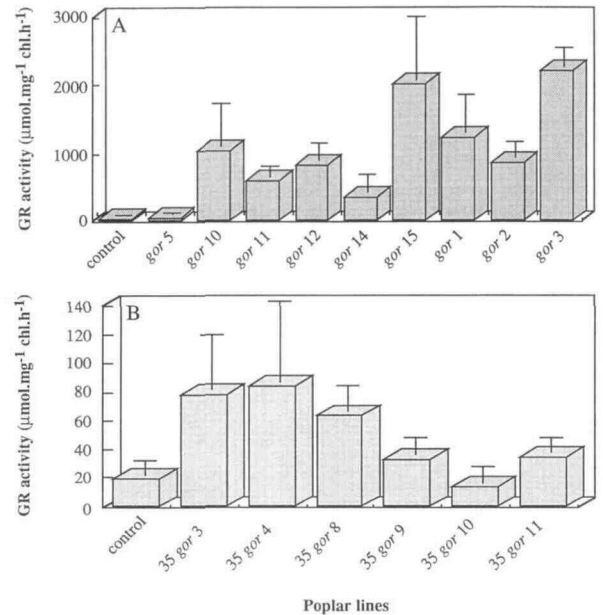 A
GR activity (μmol.mg⁻¹ chl.h⁻¹)
3000
2000
1000
0
control
gor 5
gor 10
gor 11
gor 12
gor 14
gor 15
gor 1
gor 2
gor 3
B
GR activity (μmol.mg⁻¹ chl.h⁻¹)
140
120
100
80
60
40
20
0
control
35 gor 3
35 gor 4
35 gor 8
35 gor 9
35 gor 10
35 gor 11
Poplar lines